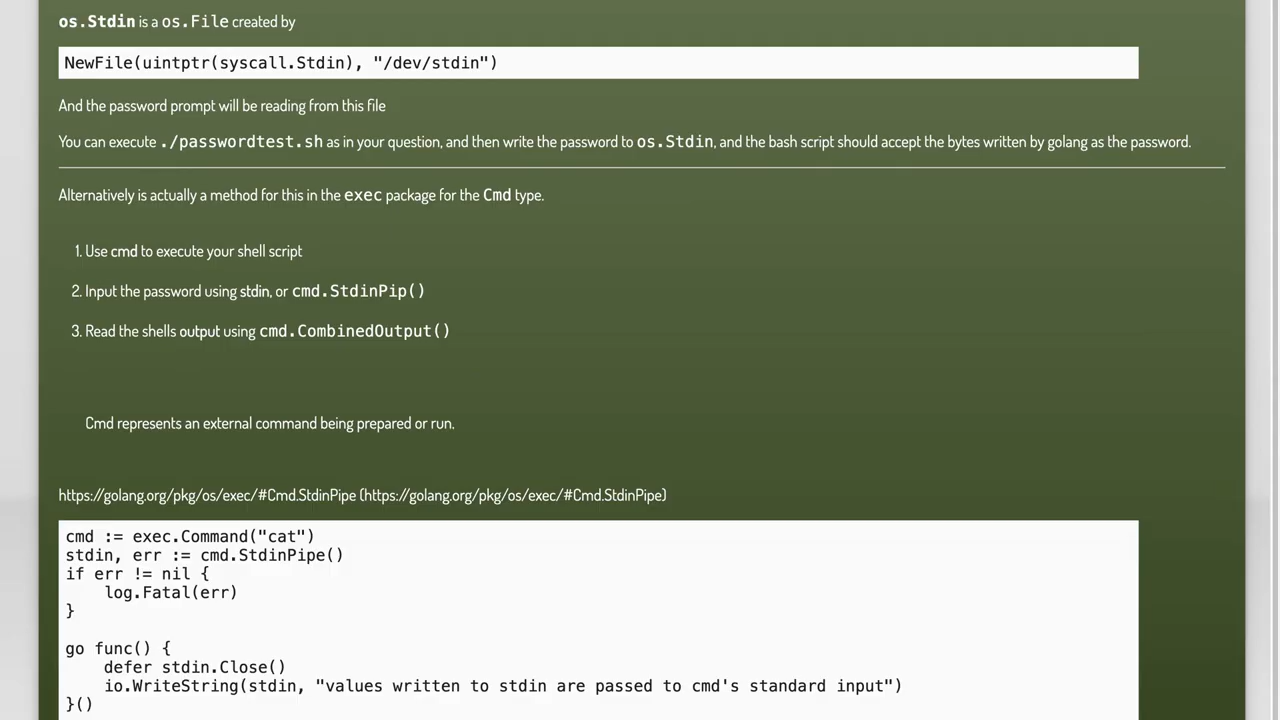 os.Stdin is a os.File created by
NewFile(uintptr(syscall.Stdin), "/dev/stdin")
And the password prompt will be reading from this file
You can execute ./passwordtest.sh as in your question, and then write the password to os.Stdin, and the bash script should accept the bytes written by golang as the password.
Alternatively is actually a method for this in the exec package for the Cmd type.
1. Use cmd to execute your shell script
2. Input the password using stdin, or cmd.StdinPip()
3. Read the shells output using cmd.CombinedOutput()
Cmd represents an external command being prepared or run.
https://golang.org/pkg/os/exec/#Cmd.StdinPipe (https://golang.org/pkg/os/exec/#Cmd.StdinPipe)
cmd := exec.Command("cat")
stdin, err := cmd.StdinPipe()
if err != nil {
    log.Fatal(err)
}
go func() {
    defer stdin.Close()
    io.WriteString(stdin, "values written to stdin are passed to cmd's standard input")
}()